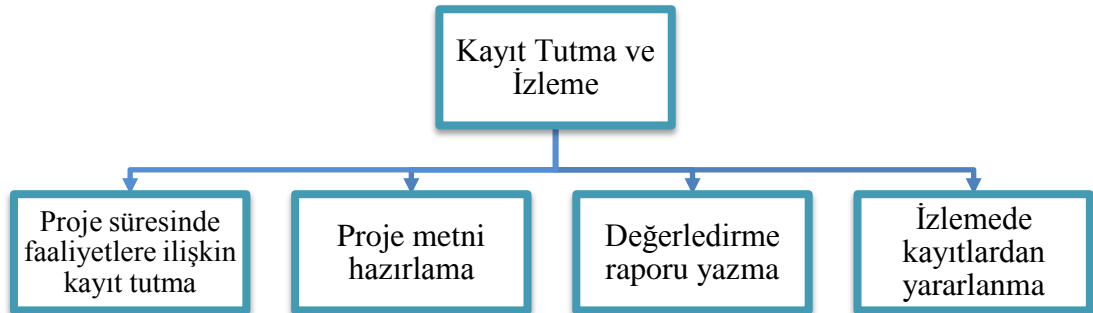 Kayıt Tutma ve
İzleme
Proje süresinde
faaliyetlere ilişkin
kayıt tutma
Proje metni
hazırlama
Değerledirme
raporu yazma
İzlemede
kayıtlardan
yararlanma